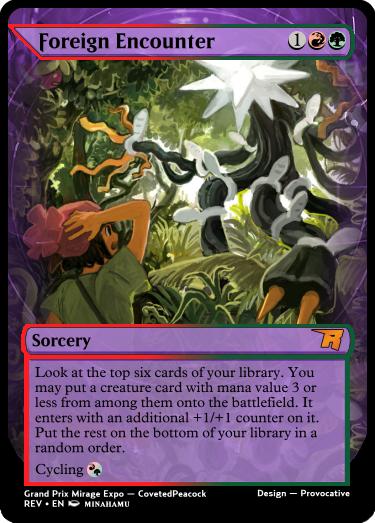 Foreign Encounter 1
Sorcery
Look at the top six cards of your library. You
may put a creature card with mana value 3 or
less from among them onto the battlefield. It
enters with an additional +1/+1 counter on it.
Put the rest on the bottom of your library in a
random order.
Cycling
Grand Prix Mirage Expo — CovetedPeacock Design — Provocative
REV • EN MINAHAMU